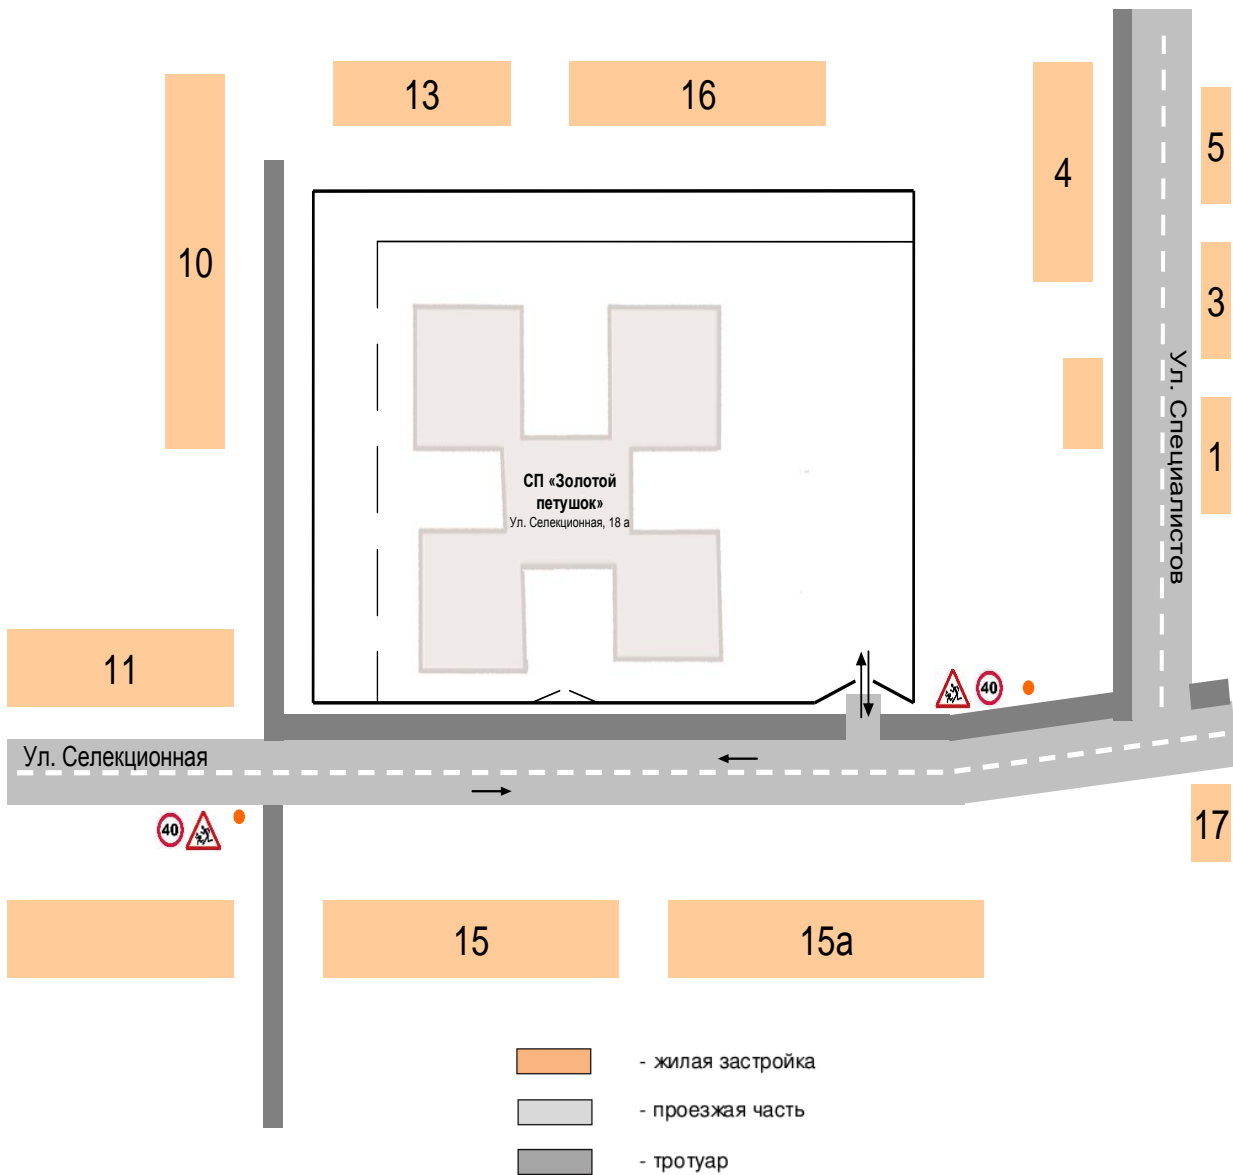 13
16
5
4
10
3
Ул. Специалистов
1
СП «Золотой
петушок»
Ул. Селекционная, 18 а
11
40
Ул. Селекционная
40
17
15
15а
- жилая застройка
- проезжая часть
- тротуар